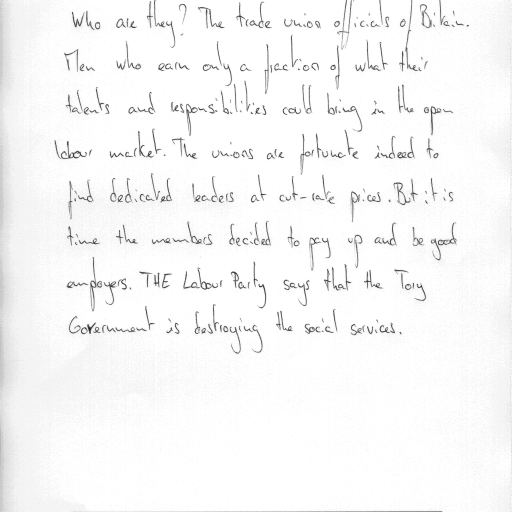 Who are they? The trade union officials of Britain.
Men who earn only a fraction of what their
talents and responsibilities could bring in the open
labour market. The unions are fortunate indeed to
find dedicated leaders at cut-rate prices. But it is
time the members decided to pay up and be good
employers. THE Labour Party says that the Tory
Government is destroying the social services.